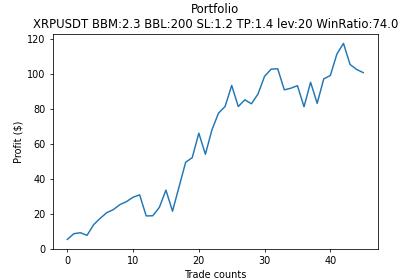 Portfolio
XRPUSDT BBM:2.3 BBL:200 SL:1.2 TP:1.4 lev:20 WinRatio:74.0
120
100
80
60
40
20
0
Profit ($)
0 10 20 30 40
Trade counts